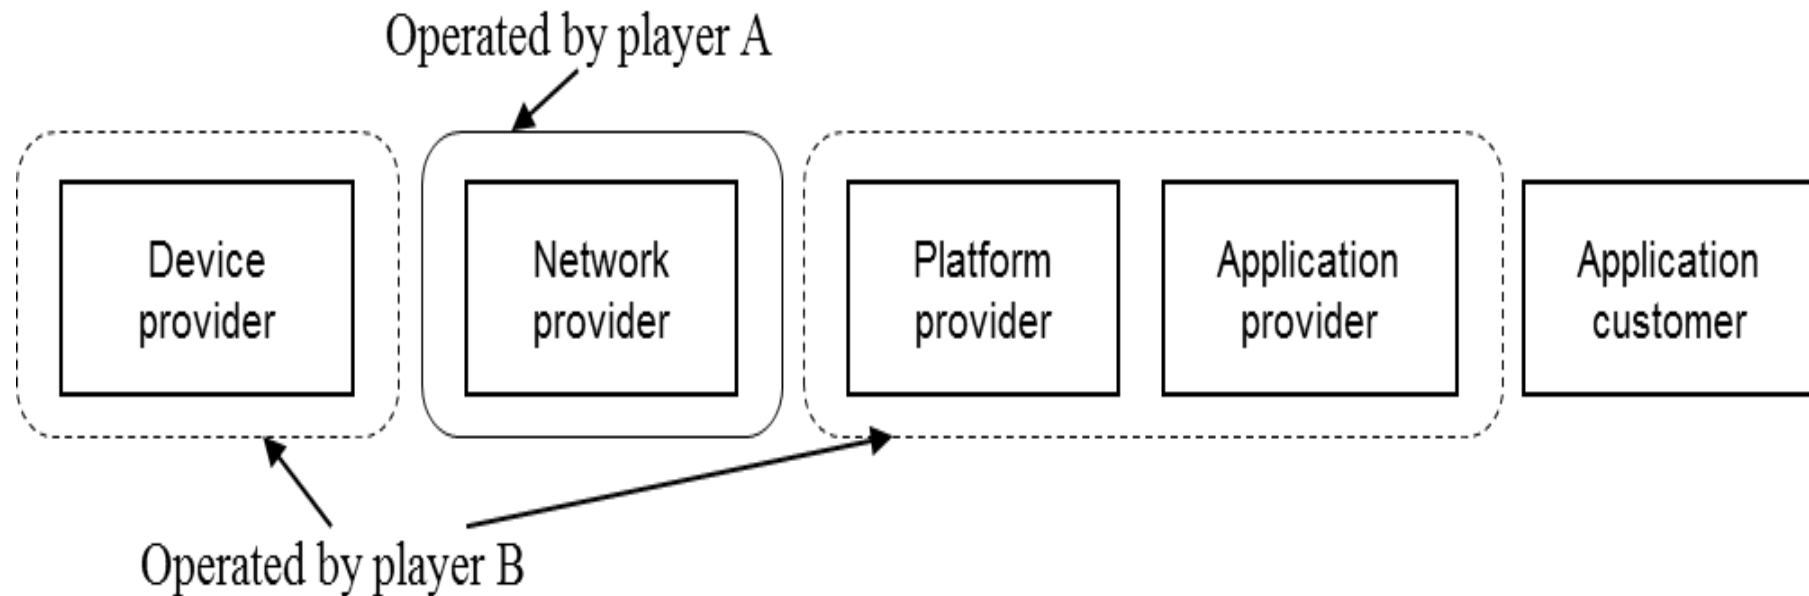 Operated by player A
Device
provider
Network
provider
Platform
provider
Application
provider
Application
customer
Operated by player B